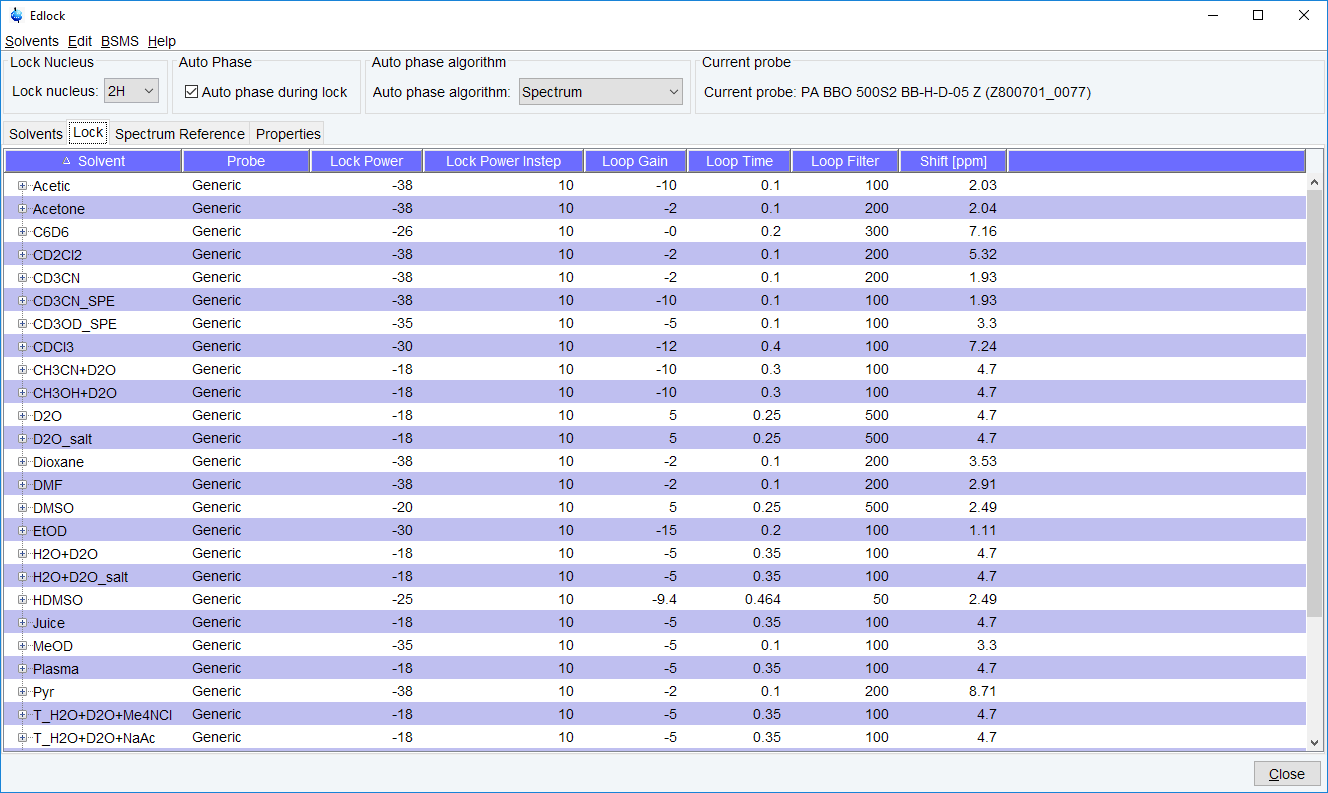 Edlock
Solvents Edit BSMS Help
Lock Nucleus Auto Phase Auto phase algorithm Current probe
Lock nucleus: 2H Auto phase during lock Auto phase algorithm: Spectrum Current probe: PA BBO 500S2 BB-H-D-05 Z (Z800701_0077)
Solvents Lock Spectrum Reference Properties
Solvent Probe Lock Power Lock Power Instep Loop Gain Loop Time Loop Filter Shift [ppm]
Acetic Generic -38 10 -10 0.1 100 2.03
Acetone Generic -38 10 -2 0.1 200 2.04
C6D6 Generic -26 10 -0 0.2 300 7.16
CD2Cl2 Generic -38 10 -2 0.1 200 5.32
CD3CN Generic -38 10 -2 0.1 200 1.93
CD3CN_SPE Generic -38 10 -10 0.1 100 1.93
CD3OD_SPE Generic -35 10 -5 0.1 100 3.3
CDCl3 Generic -30 10 -12 0.4 100 7.24
CH3CN+D2O Generic -18 10 -10 0.3 100 4.7
CH3OH+D2O Generic -18 10 -10 0.3 100 4.7
D2O Generic -18 10 5 0.25 500 4.7
D2O_salt Generic -18 10 5 0.25 500 4.7
Dioxane Generic -38 10 -2 0.1 200 3.53
DMF Generic -38 10 -2 0.1 200 2.91
DMSO Generic -20 10 5 0.25 500 2.49
EtOD Generic -30 10 -15 0.2 100 1.11
H2O+D2O Generic -18 10 -5 0.35 100 4.7
H2O+D2O_salt Generic -18 10 -5 0.35 100 4.7
HDMSO Generic -25 10 -9.4 0.464 50 2.49
Juice Generic -18 10 -5 0.35 100 4.7
MeOD Generic -35 10 -5 0.1 100 3.3
Plasma Generic -18 10 -5 0.35 100 4.7
Pyr Generic -38 10 -2 0.1 200 8.71
T_H2O+D2O+Me4NCl Generic -18 10 -5 0.35 100 4.7
T_H2O+D2O+NaAc Generic -18 10 -5 0.35 100 4.7
Close